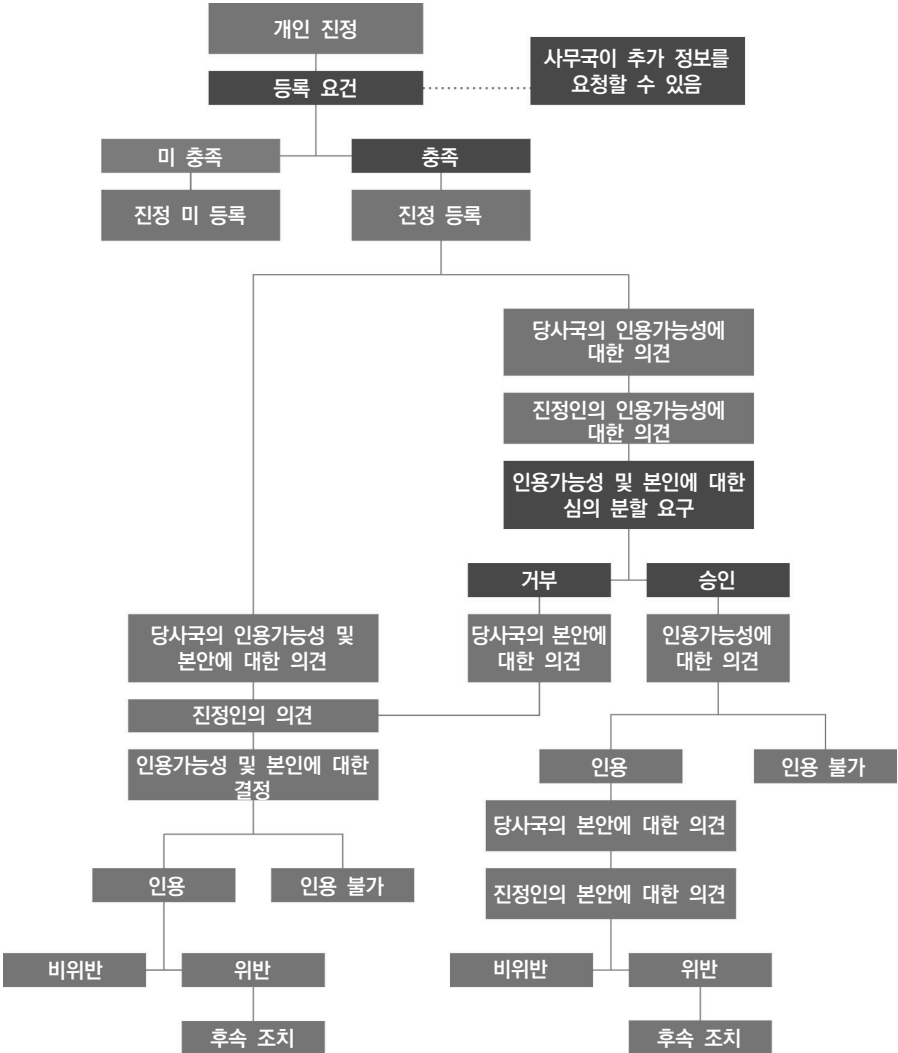 개인 진정
사무국이 추가 정보를
요청할 수 있음
등록 요건
미 충족
충족
진정 미 등록
진정 등록
당사국의 인용가능성에
대한 의견
진정인의 인용가능성에
대한 의견
인용가능성 및 본인에 대한
심의 분할 요구
거부
승인
당사국의 인용가능성 및
본안에 대한 의견
당사국의 본안에
대한 의견
인용가능성에
대한 의견
진정인의 의견
인용가능성 및 본인에 대한
결정
인용
인용 불가
당사국의 본안에 대한 의견
인용
인용 불가
진정인의 본안에 대한 의견
비위반
위반
비위반
위반
후속 조치
후속 조치